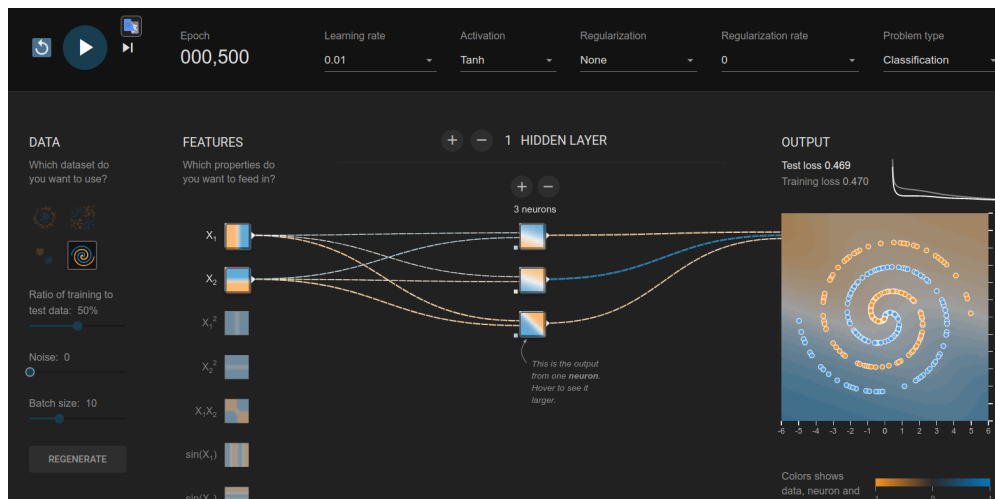 Epoch
000,500
Learning rate
0.01
Activation
Tanh
Regularization
None
Regularization rate
0
Problem type
Classification
DATA
Which dataset do
you want to use?
Ratio of training to
test data: 50%
Noise: 0
Batch size: 10
REGENERATE
FEATURES
Which properties do
you want to feed in?
X₁
X₂
X₁²
X₂²
X₁X₂
sin(X₁)
1 HIDDEN LAYER
3 neurons
This is the output
from one neuron.
Hover to see it
larger.
OUTPUT
Test loss 0.469
Training loss 0.470
-6 -5 -4 -3 -2 -1 0 1 2 3 4 5 6
Colors shows
data, neuron and